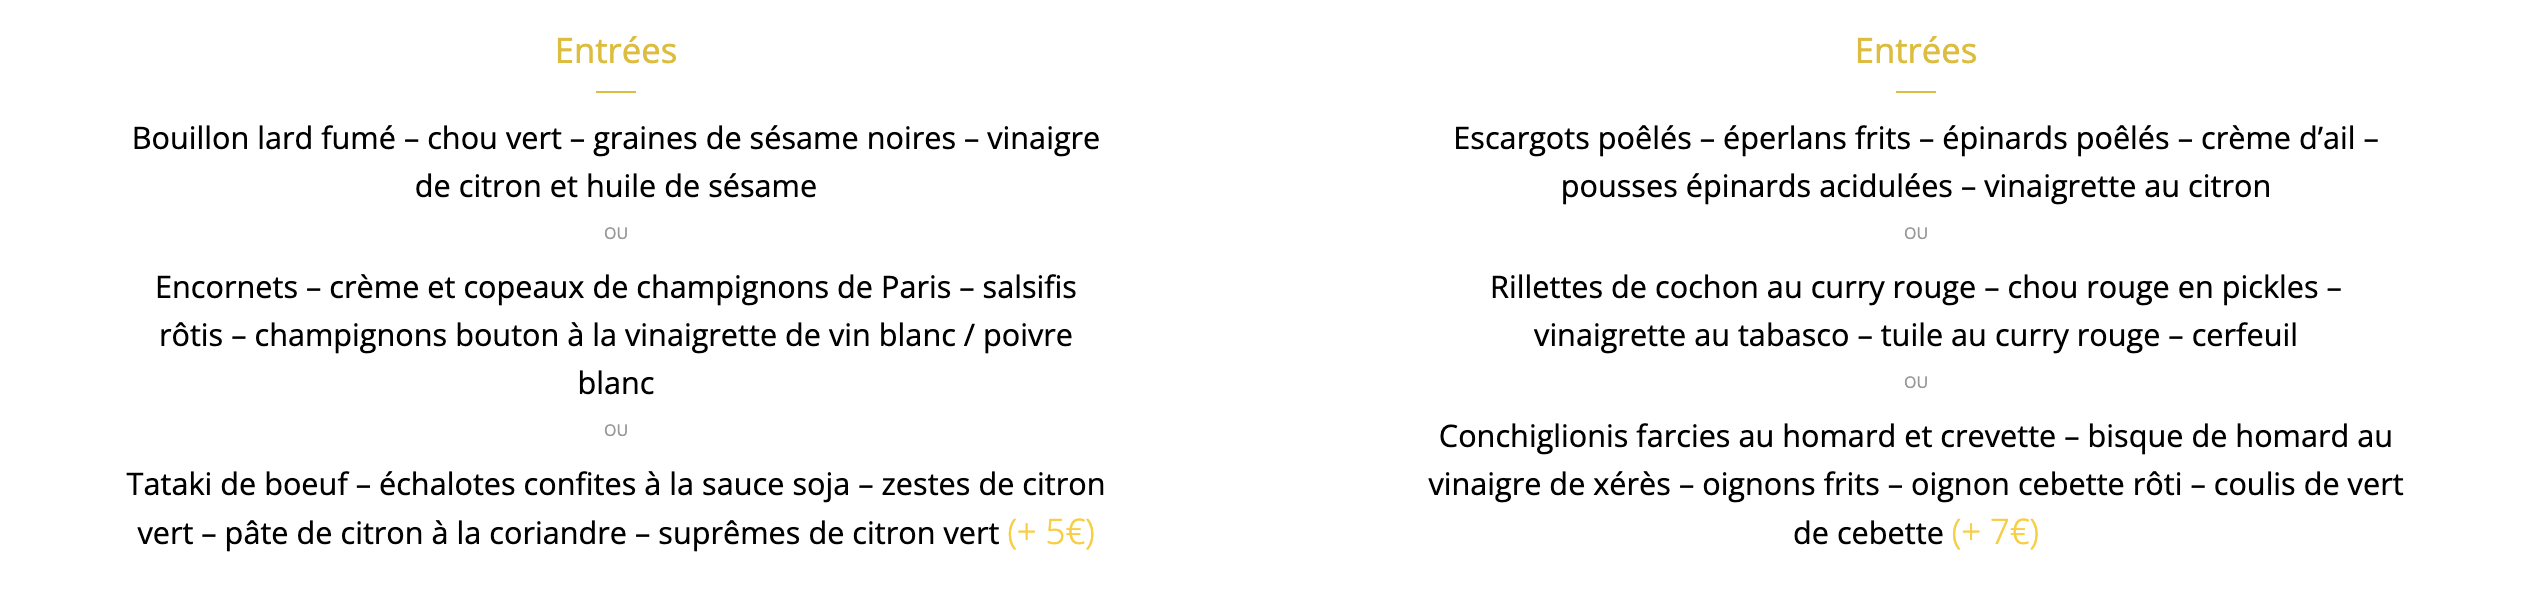 Entrées
Bouillon lard fumé – chou vert – graines de sésame noires – vinaigre
de citron et huile de sésame
OU
Encornets – crème et copeaux de champignons de Paris – salsifis
rôtis – champignons bouton à la vinaigrette de vin blanc / poivre
blanc
OU
Tataki de boeuf – échalotes confites à la sauce soja – zestes de citron
vert – pâte de citron à la coriandre – suprêmes de citron vert (+ 5€)
Entrées
Escargots poêlés – éperlans frits – épinards poêlés – crème d’ail –
pousses épinards acidulées – vinaigrette au citron
OU
Rillettes de cochon au curry rouge – chou rouge en pickles –
vinaigrette au tabasco – tuile au curry rouge – cerfeuil
OU
Conchiglionis farcies au homard et crevette – bisque de homard au
vinaigre de xérès – oignons frits – oignon cebette rôti – coulis de vert
de cebette (+ 7€)